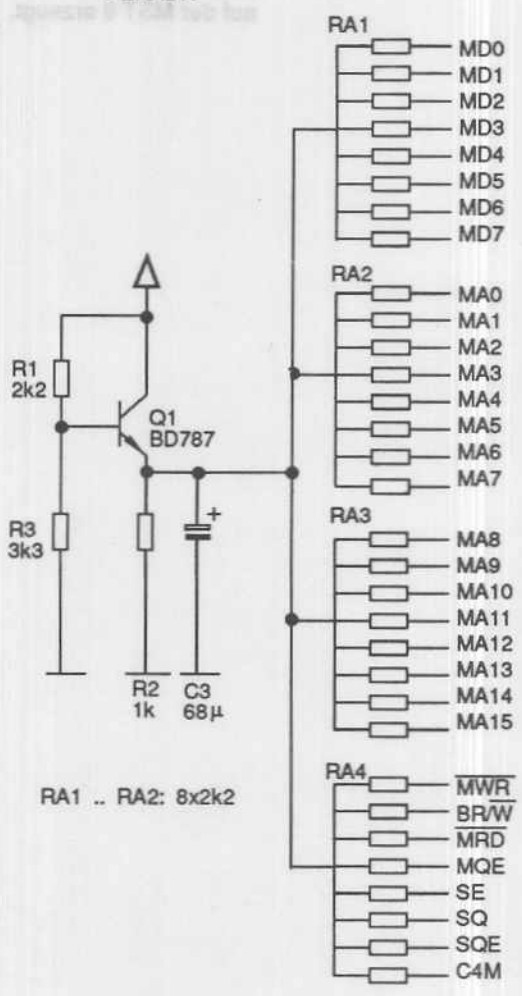 RA1
MD0
MD1
MD2
MD3
MD4
MD5
MD6
MD7
RA2
MA0
MA1
MA2
MA3
MA4
MA5
MA6
MA7
R1
2k2
Q1
BD787
R3
3k3
+
R2
1k
C3
68µ
RA3
MA8
MA9
MA10
MA11
MA12
MA13
MA14
MA15
RA1 .. RA2: 8x2k2
RA4
M̅W̅R̅
BR/W̅
M̅R̅D̅
MQE
SE
SQ
SQE
C4M